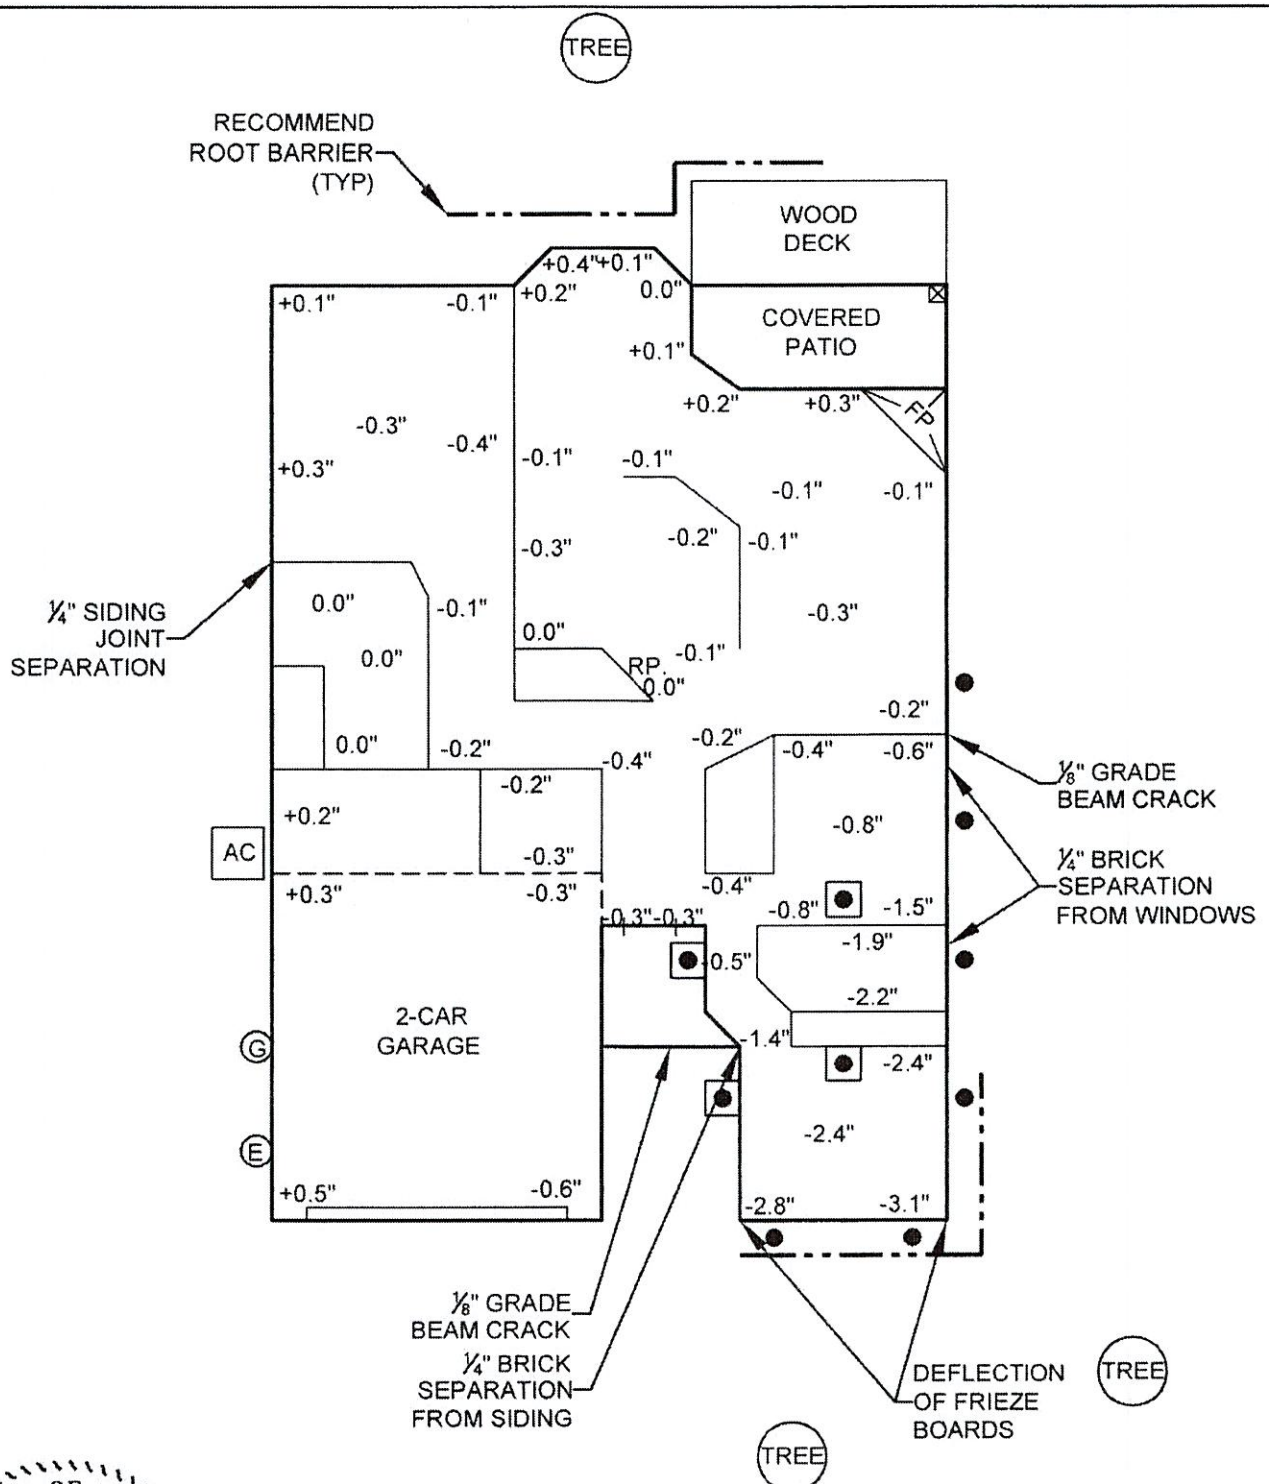 TREE
RECOMMEND
ROOT BARRIER
(TYP)
WOOD
DECK
+0.4" +0.1"
+0.1" -0.1" +0.2" 0.0"
COVERED
PATIO
+0.1"
+0.2" +0.3" FP
-0.3" -0.4"
+0.3" -0.1" -0.1"
-0.1" -0.1"
-0.2" -0.1"
-0.3"
0.0" -0.1" -0.3"
¼" SIDING
JOINT
SEPARATION
0.0" 0.0" -0.1"
RP.
0.0"
-0.2"
0.0" -0.2" -0.4" -0.2" -0.4" -0.6"
-0.2"
⅛" GRADE
BEAM CRACK
+0.2" -0.8"
AC
-0.3"
¼" BRICK
SEPARATION
FROM WINDOWS
+0.3" -0.3" -0.4"
-0.3" -0.3" -0.8" -1.5"
-1.9"
-0.5"
-2.2"
2-CAR
GARAGE
G
-1.4" -2.4"
-2.4"
E
+0.5" -0.6" -2.8" -3.1"
⅛" GRADE
BEAM CRACK
¼" BRICK
SEPARATION
FROM SIDING
DEFLECTION
OF FRIEZE
BOARDS
TREE
TREE